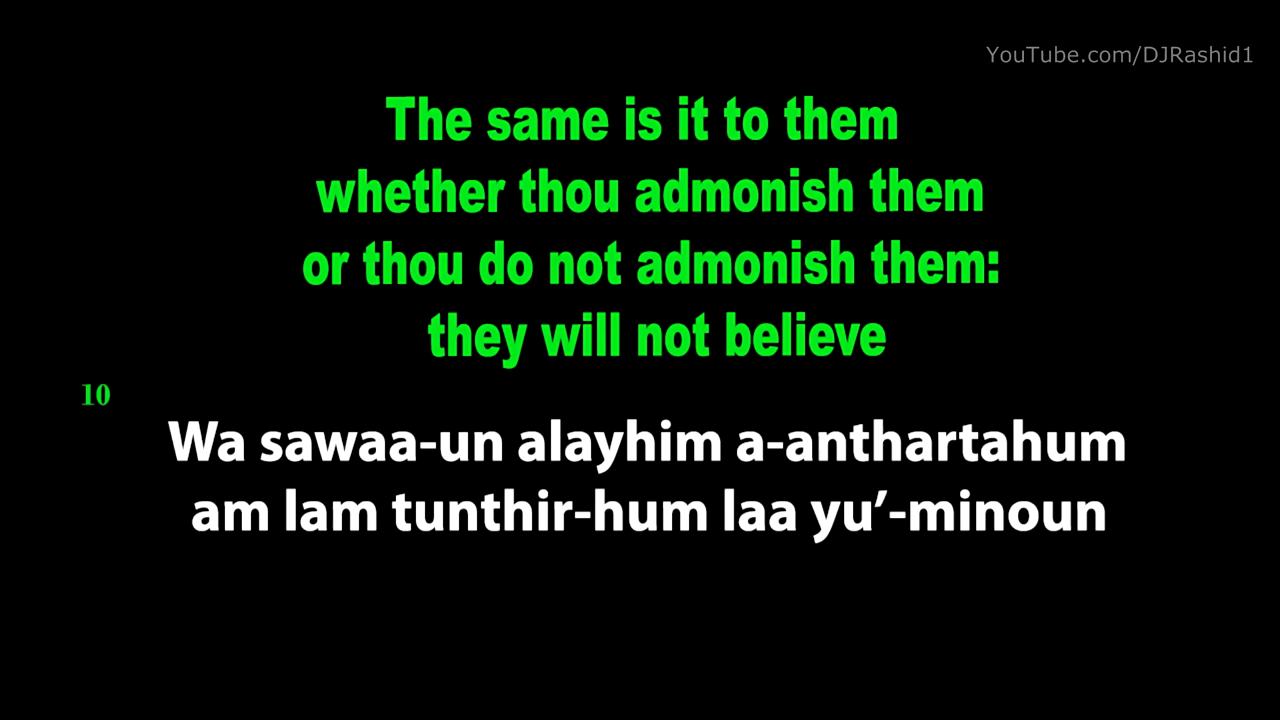 YouTube.com/DJRashid1
The same is it to them
whether thou admonish them
or thou do not admonish them:
they will not believe
10
Wa sawaa-un alayhim a-anthartahum
am lam tunthir-hum laa yu’-minoun